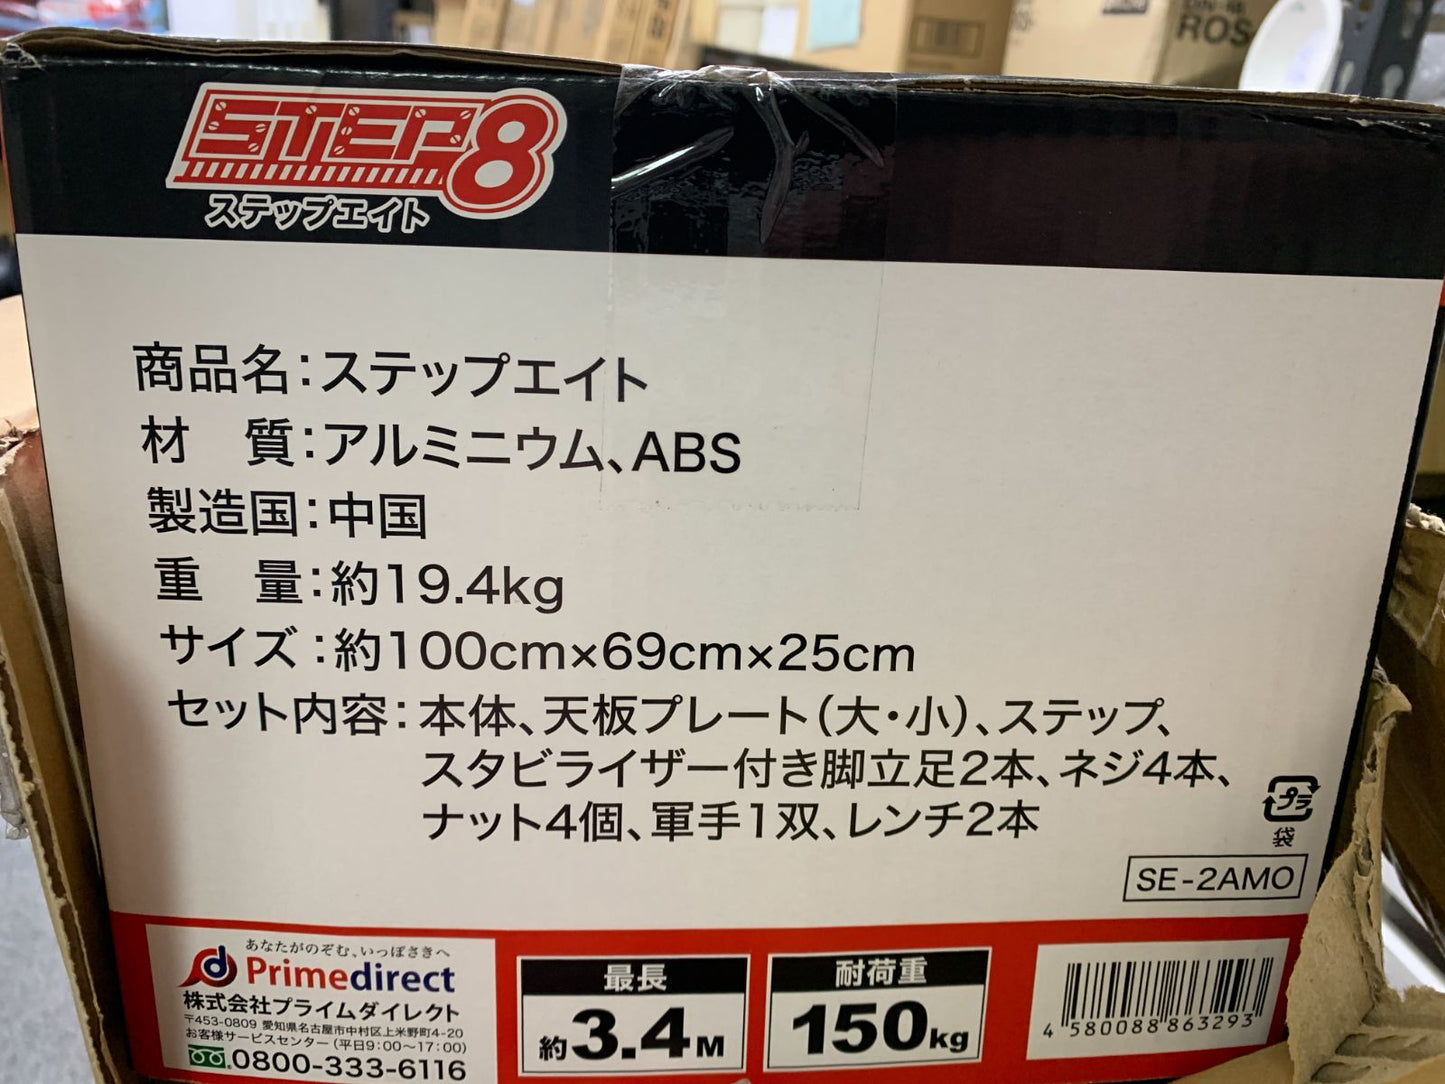 ROS
STEP8
ステップエイト
商品名：ステップエイト
材　質：アルミニウム、ABS
製造国：中国
重　量：約19.4kg
サイズ：約100cm×69cm×25cm
セット内容：本体、天板プレート（大・小）、ステップ、
スタビライザー付き脚立足2本、ネジ4本、
ナット4個、軍手1双、レンチ2本
プラ
袋
SE-2AMO
あなたがのぞむ、いっぽさきへ
Primedirect
株式会社プライムダイレクト
〒453-0809 愛知県名古屋市中村区上米野町4-20
お客様サービスセンター（平日9：00〜17：00）
0800-333-6116
最長
約3.4M
耐荷重
150kg
4 580088 863293